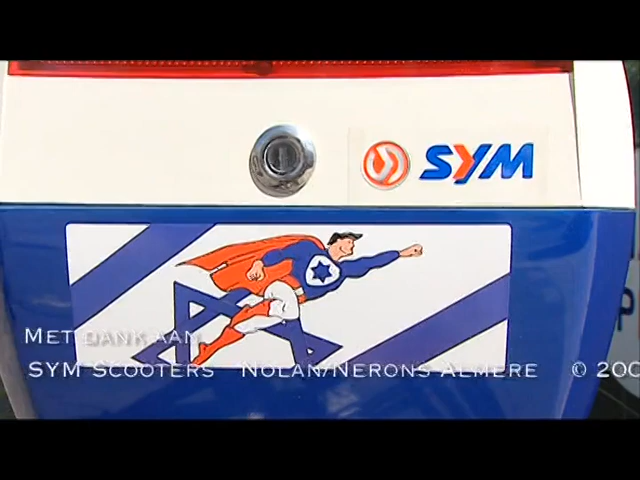 SYM
MET DANK AAN
SYM SCOOTERS NOLAN/NERONS ALMERE © 200